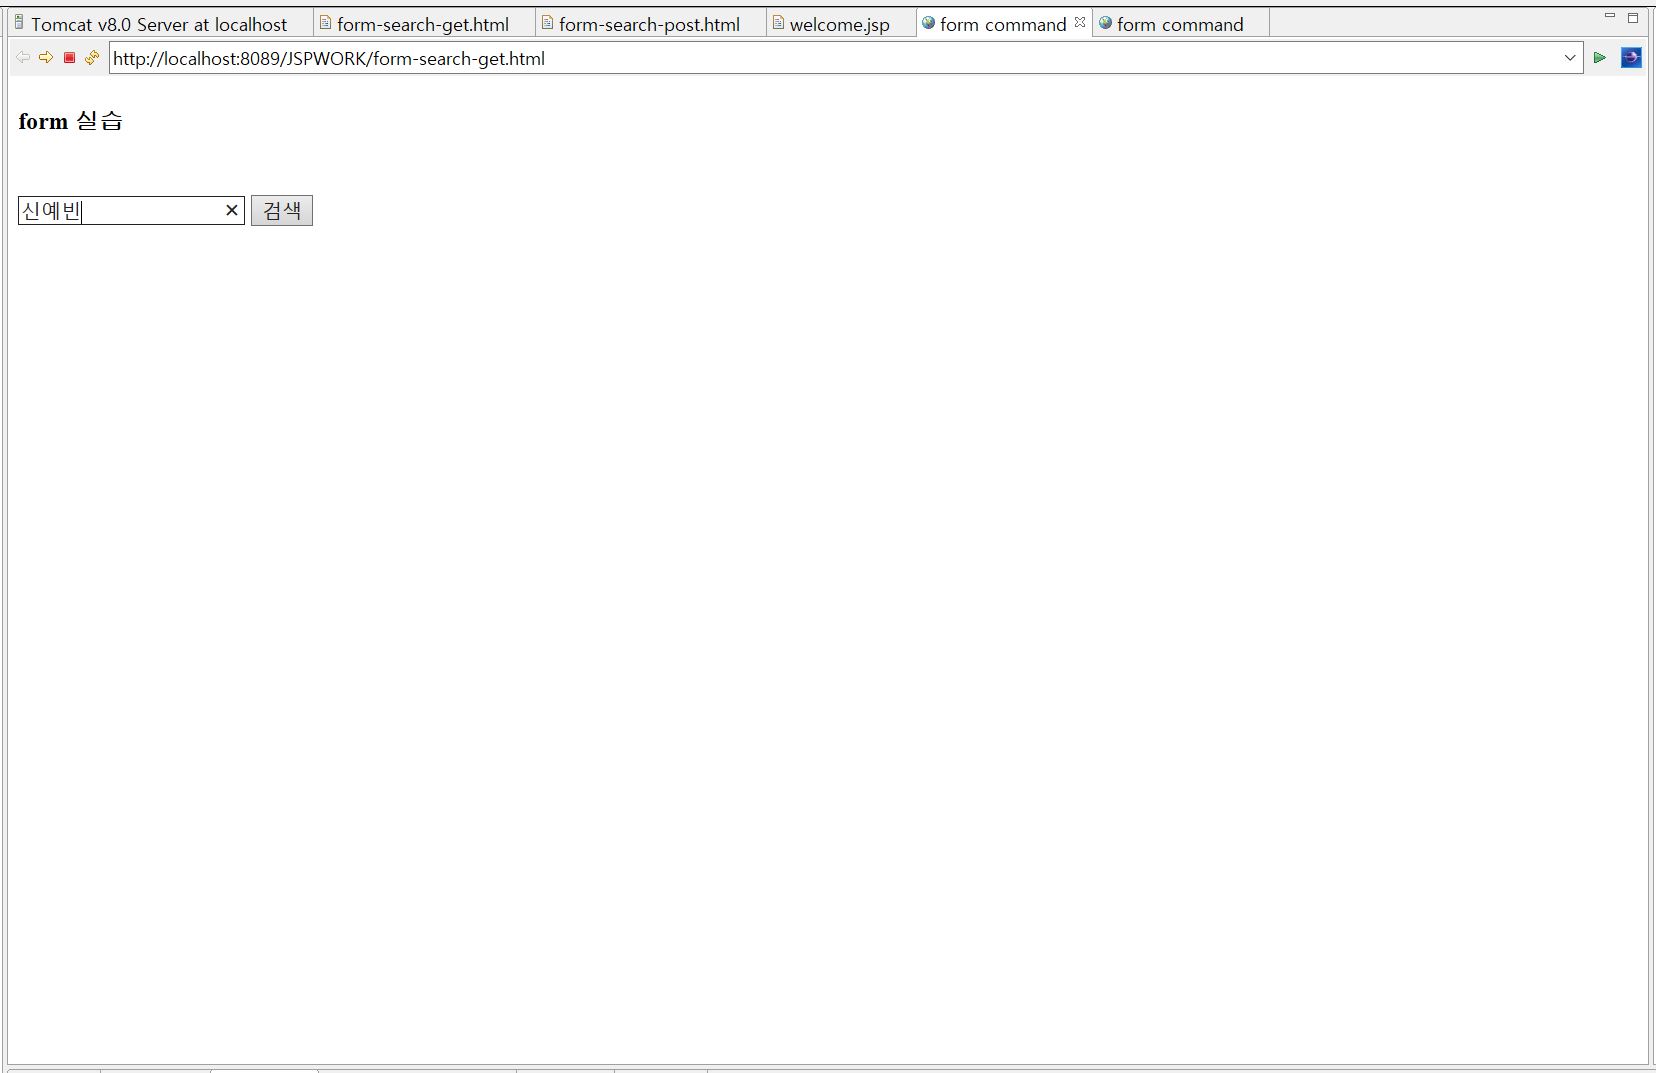 Tomcat v8.0 Server at localhost form-search-get.html form-search-post.html welcome.jsp form command form command
http://localhost:8089/JSPWORK/form-search-get.html
form 실습
신예빈 검색